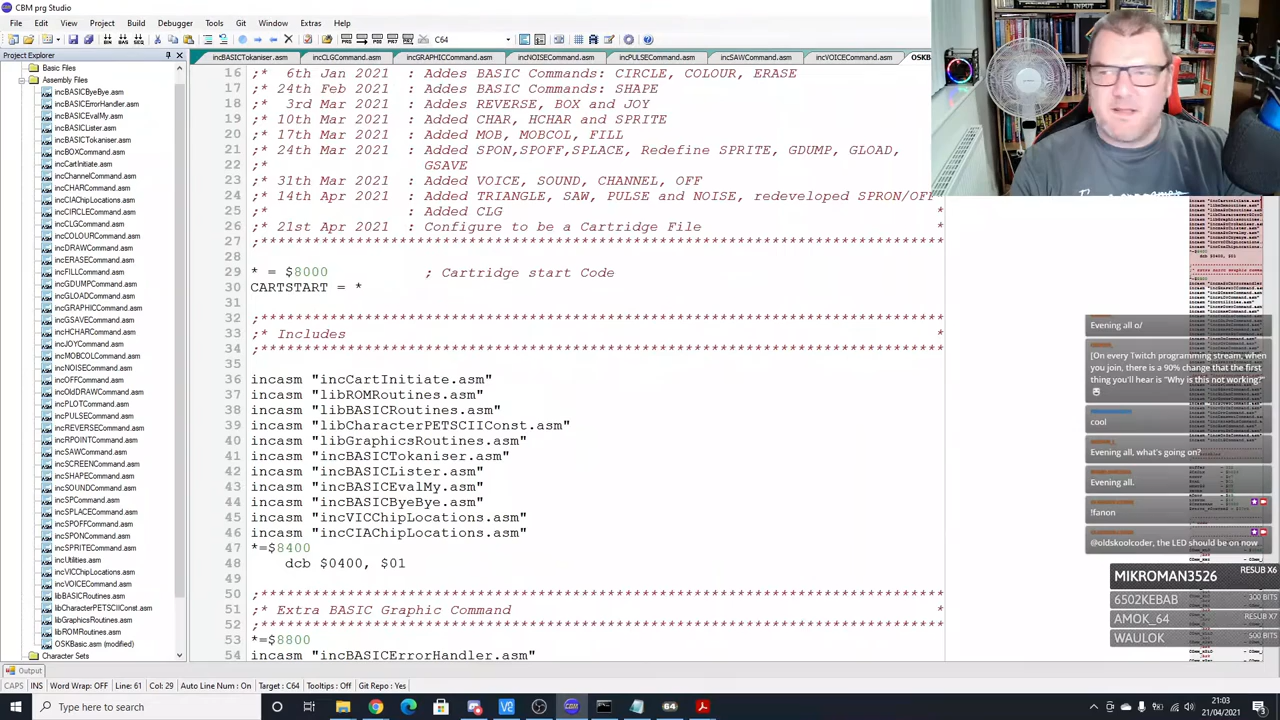 CBM prg Studio
File Edit View Project Build Debugger Tools Git Window Extras Help
C64
Project Explorer
incBASICTokaniser.asm incCLGCommand.asm incGRAPHICCommand.asm incNOISECommand.asm incPULSECommand.asm incSAWCommand.asm incVOICECommand.asm
Basic Files
Assembly Files
incBASICByeBye.asm
incBASICErrorHandler.asm
incBASICEvalMy.asm
incBASICLister.asm
incBASICTokaniser.asm
incBOXCommand.asm
incCartInitiate.asm
incChannelCommand.asm
incCHARCommand.asm
incCIAChipLocations.asm
incCIRCLECommand.asm
incCLGCommand.asm
incCOLOURCommand.asm
incDRAWCommand.asm
incERASECommand.asm
incFILLCommand.asm
incGDUMPCommand.asm
incGLOADCommand.asm
incGRAPHICCommand.asm
incGSAVECommand.asm
incHCHARCommand.asm
incJOYCommand.asm
incMOBCOLCommand.asm
incNOISECommand.asm
incOFFCommand.asm
incOldDRAWCommand.asm
incPLOTCommand.asm
incPULSECommand.asm
incREVERSECommand.asm
incRPOINTCommand.asm
incSAWCommand.asm
incSCREENCommand.asm
incSHAPECommand.asm
incSOUNDCommand.asm
incSPCommand.asm
incSPLACECommand.asm
incSPOFFCommand.asm
incSPONCommand.asm
incSPRITECommand.asm
incUtilities.asm
incVICChipLocations.asm
incVOICECommand.asm
libBASICRoutines.asm
libCharacterPETSCIIConst.asm
libGraphicsRoutines.asm
libROMRoutines.asm
OSKBasic.asm (modified)
Character Sets
16 ;* 6th Jan 2021 : Addes BASIC Commands: CIRCLE, COLOUR, ERASE
17 ;* 24th Feb 2021 : Addes BASIC Commands: SHAPE
18 ;* 3rd Mar 2021 : Added REVERSE, BOX and JOY
19 ;* 10th Mar 2021 : Added CHAR, HCHAR and SPRITE
20 ;* 17th Mar 2021 : Added MOB, MOBCOL, FILL
21 ;* 24th Mar 2021 : Added SPON,SPOFF,SPLACE, Redefine SPRITE, GDUMP, GLOAD,
22 ;* GSAVE
23 ;* 31th Mar 2021 : Added VOICE, SOUND, CHANNEL, OFF
24 ;* 14th Apr 2021 : Added TRIANGLE, SAW, PULSE and NOISE, redeveloped SPRON/OFF
25 ;* : Added CLG *
26 ;* 21st Apr 2021 : Configured to be a Cartridge File *
27 ;*******************************************************************************
28
29 * = $8000 ; Cartridge start Code
30 CARTSTART = *
31
32 ;*******************************************************************************
33 ;* Includes *
34 ;*******************************************************************************
35
36 incasm "incCartInitiate.asm"
37 incasm "libROMRoutines.asm"
38 incasm "libBASICRoutines.asm"
39 incasm "libCharacterPETSCIIConst.asm"
40 incasm "libGraphicsRoutines.asm"
41 incasm "incBASICTokaniser.asm"
42 incasm "incBASICLister.asm"
43 incasm "incBASICEvalMy.asm"
44 incasm "incBASICByeBye.asm"
45 incasm "incVICChipLocations.asm"
46 incasm "incCIAChipLocations.asm"
47 *=$8400
48 dcb $0400, $01
49
50 ;*******************************************************************************
51 ;* Extra BASIC Graphic Command *
52 ;*******************************************************************************
53 *=$8800
54 incasm "incBASICErrorHandler.asm"
INPUT
Evening all o/
[On every Twitch programming stream, when
you join, there is a 90% change that the first
thing you'll hear is "Why is this not working?"
cool
Evening all, what's going on?
Evening all.
!fanon
@oldskoolcoder, the LED should be on now
MIKROMAN3526 RESUB X6
6502KEBAB 300 BITS
AMOK_64 RESUB X7
WAULOK 500 BITS
Output
CAPS INS Word Wrap: OFF Line: 61 Col: 29 Auto Line Num : On Target : C64 Tooltips : Off Git Repo : Yes
Type here to search
V2
64
21:03
21/04/2021
3